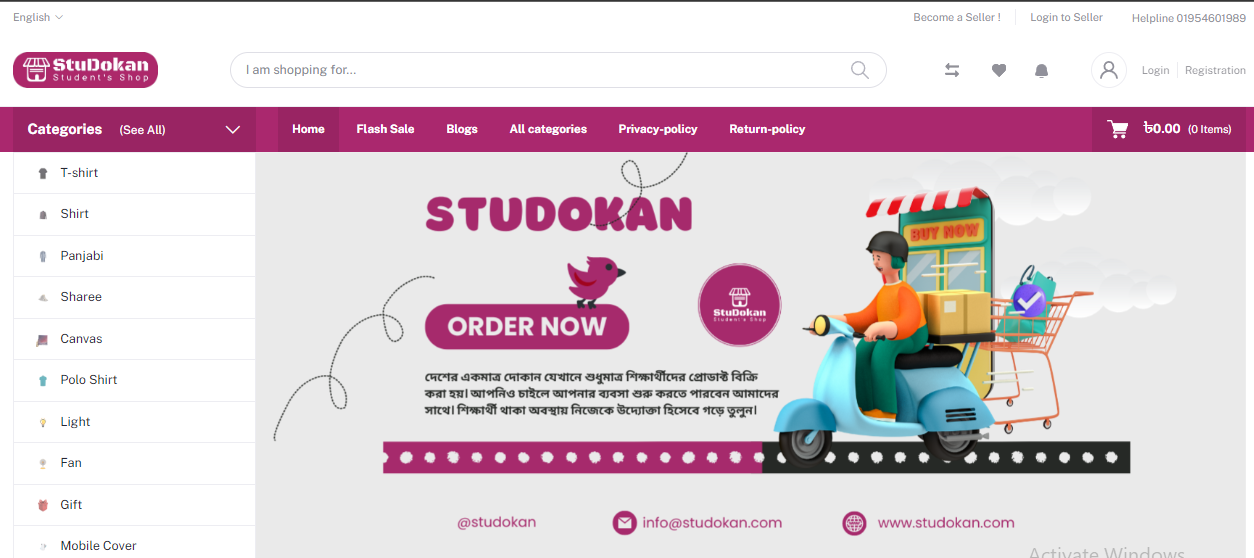 English
Become a Seller !
Login to Seller
Helpline 01954601989
StuDokan
Student's Shop
I am shopping for...
Login
Registration
Categories (See All)
Home
Flash Sale
Blogs
All categories
Privacy-policy
Return-policy
৳0.00 (0 Items)
T-shirt
Shirt
Panjabi
Sharee
Canvas
Polo Shirt
Light
Fan
Gift
Mobile Cover
STUDOKAN
BUY NOW
ORDER NOW
StuDokan
Student's Shop
দেশের একমাত্র দোকান যেখানে শুধুমাত্র শিক্ষার্থীদের প্রোডাক্ট বিক্রি
করা হয়। আপনিও চাইলে আপনার ব্যবসা শুরু করতে পারবেন আমাদের
সাথে। শিক্ষার্থী থাকা অবস্থায় নিজেকে উদ্যোক্তা হিসেবে গড়ে তুলুন।
@studokan
info@studokan.com
www.studokan.com
Activate Windows